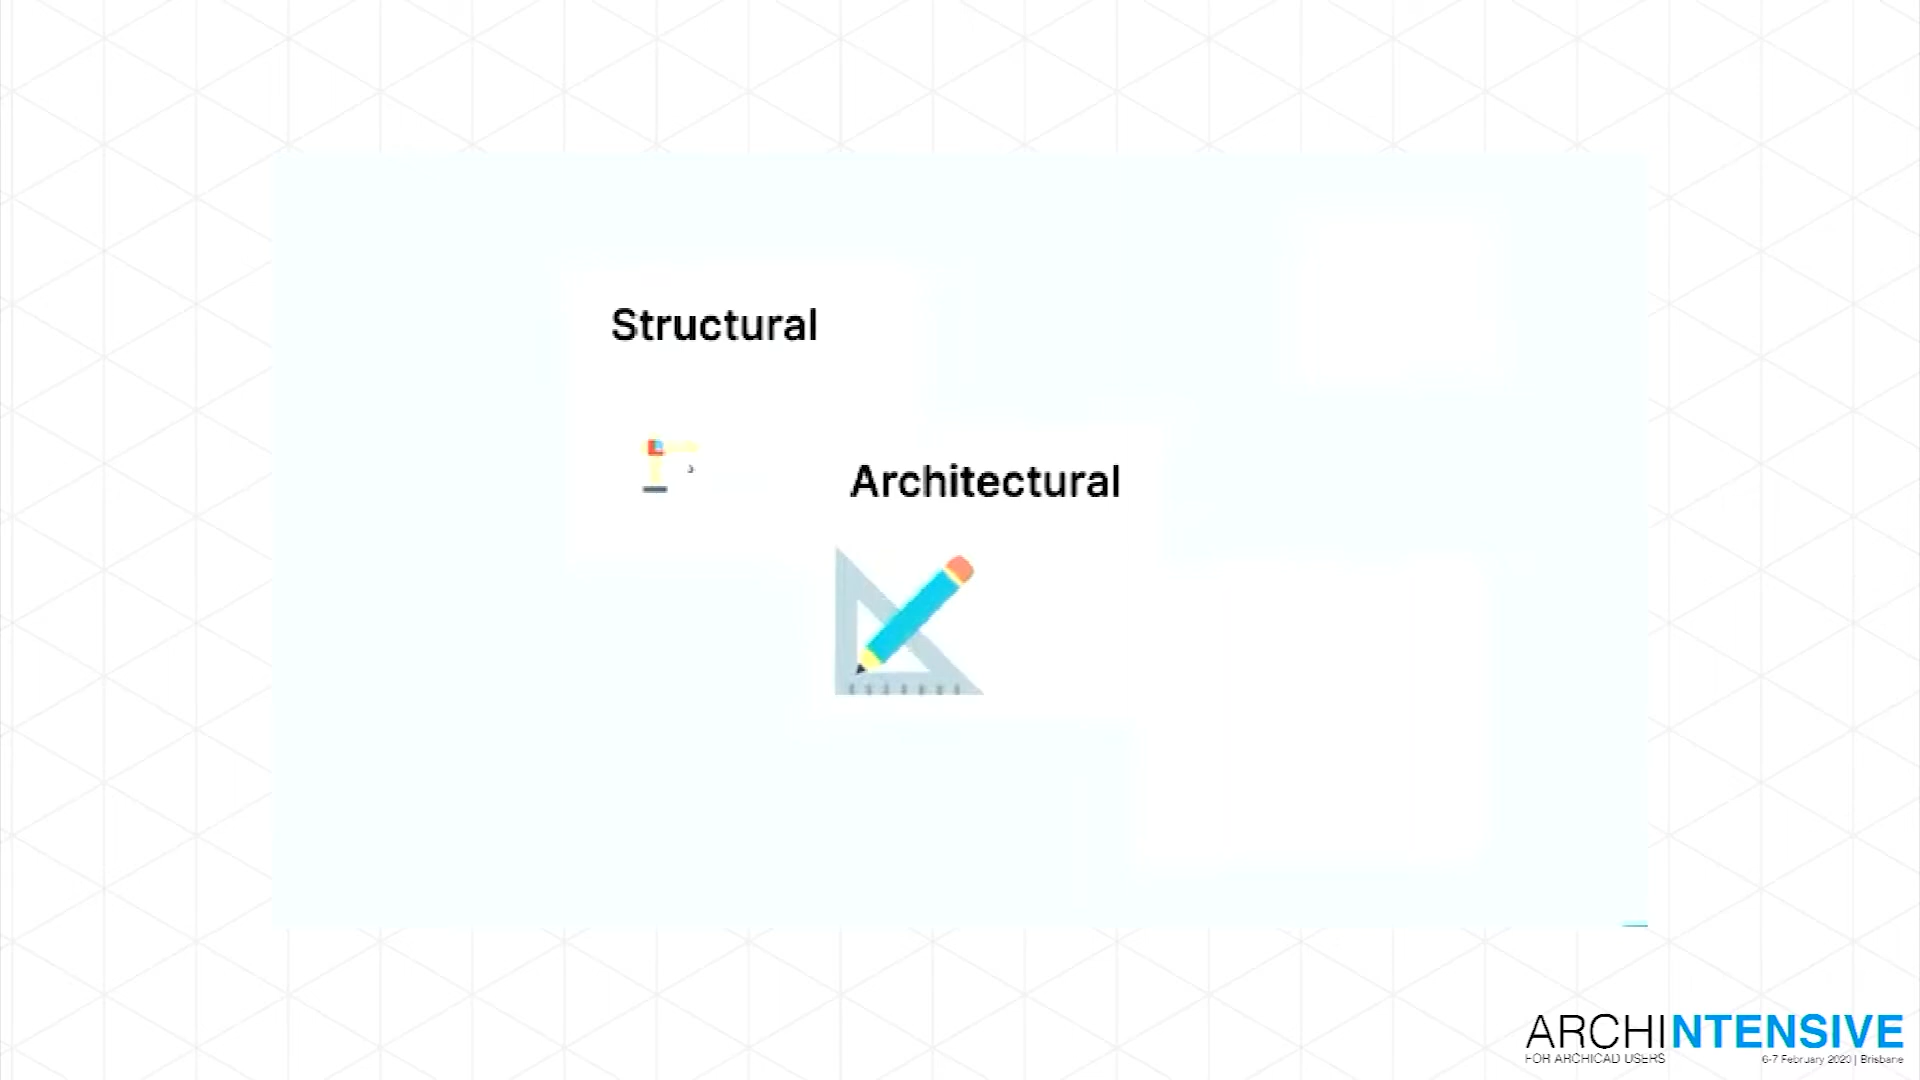 Structural
Architectural
ARCHINTENSIVE
FOR ARCHICAD USERS
6-7 February 2020 | Brisbane